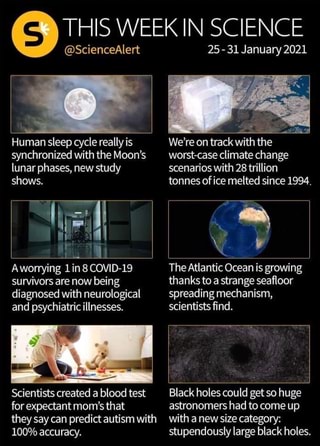 S
THIS WEEK IN SCIENCE
@ScienceAlert
25 - 31 January 2021
Human sleep cycle really is
synchronized with the Moon's
lunar phases, new study
shows.
We're on track with the
worst-case climate change
scenarios with 28 trillion
tonnes of ice melted since 1994.
A worrying 1 in 8 COVID-19
survivors are now being
diagnosed with neurological
and psychiatric illnesses.
The Atlantic Ocean is growing
thanks to a strange seafloor
spreading mechanism,
scientists find.
Scientists created a blood test
for expectant mom's that
they say can predict autism with
100% accuracy.
Black holes could get so huge
astronomers had to come up
with a new size category:
stupendously large black holes.